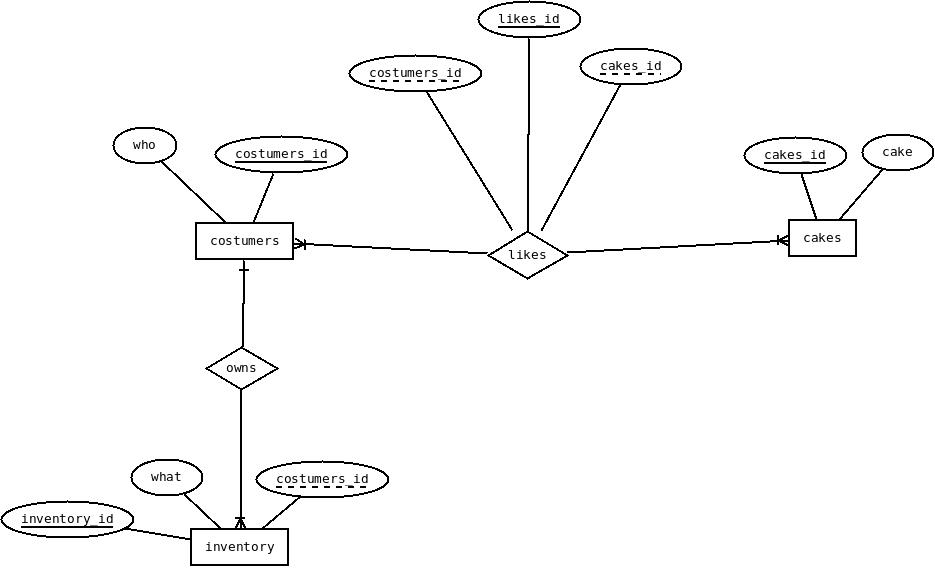 likes_id
costumers_id
cakes_id
who
costumers_id
cakes_id
cake
costumers
likes
cakes
owns
what
costumers_id
inventory_id
inventory